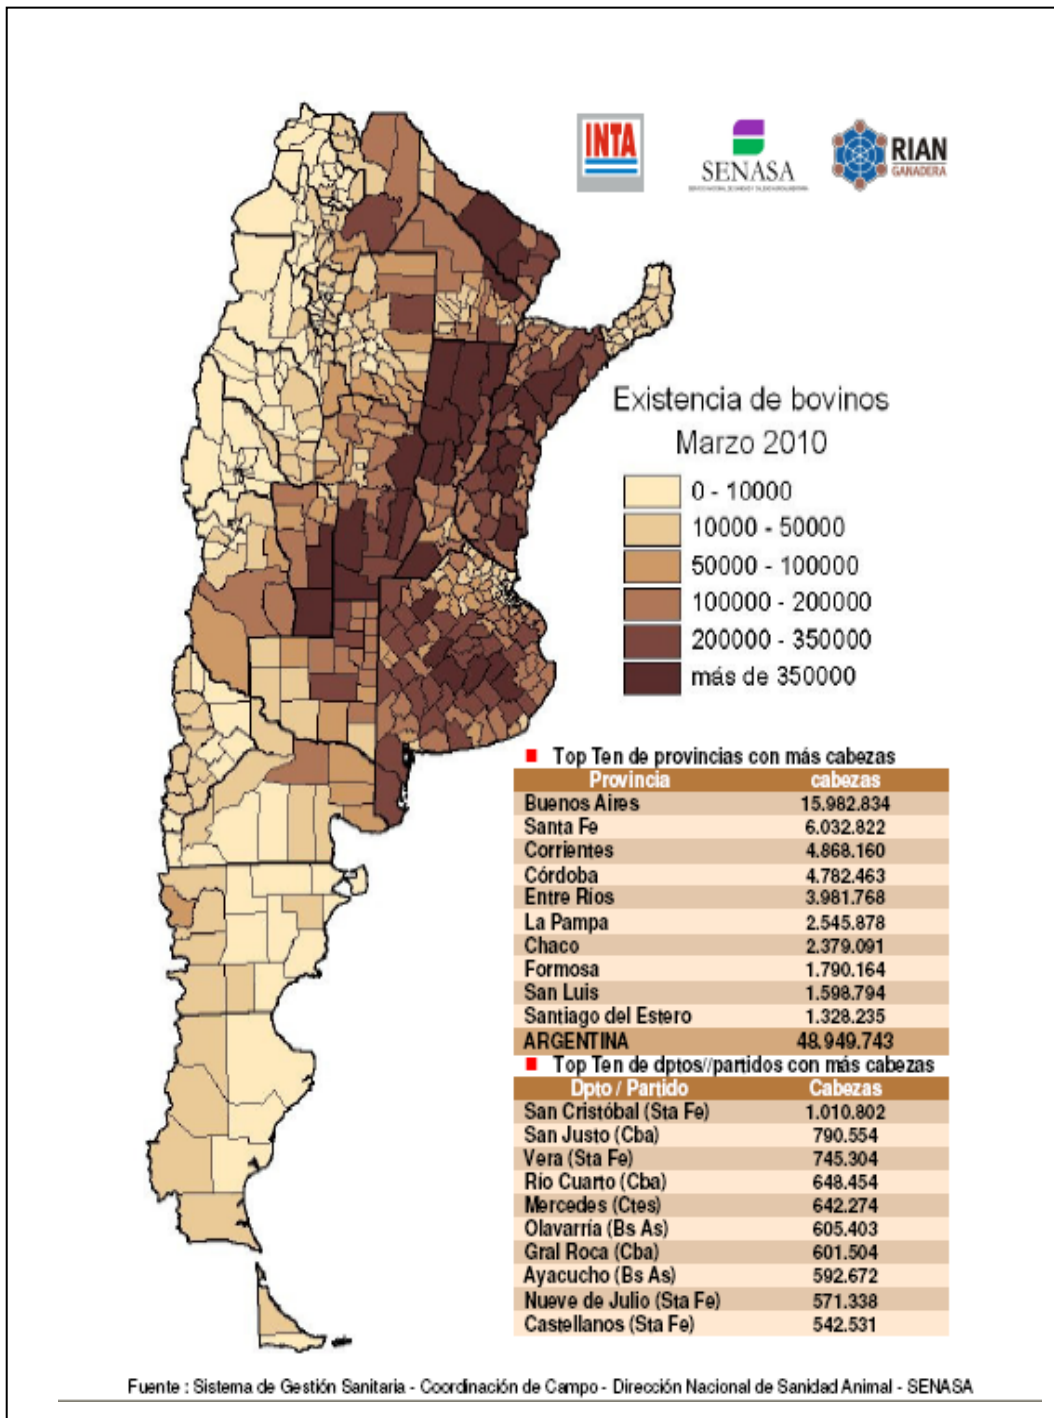 INTA
SENASA
RIAN
GANADERA
Existencia de bovinos
Marzo 2010
0 - 10000
10000 - 50000
50000 - 100000
100000 - 200000
200000 - 350000
más de 350000
Top Ten de provincias con más cabezas
Provincia cabezas
Buenos Aires 15.982.834
Santa Fe 6.032.822
Corrientes 4.868.160
Córdoba 4.782.463
Entre Ríos 3.981.768
La Pampa 2.545.878
Chaco 2.379.091
Formosa 1.790.164
San Luis 1.598.794
Santiago del Estero 1.328.235
ARGENTINA 48.949.743
Top Ten de dptos//partidos con más cabezas
Dpto / Partido Cabezas
San Cristóbal (Sta Fe) 1.010.802
San Justo (Cba) 790.554
Vera (Sta Fe) 745.304
Río Cuarto (Cba) 648.454
Mercedes (Ctes) 642.274
Olavarría (Bs As) 605.403
Gral Roca (Cba) 601.504
Ayacucho (Bs As) 592.672
Nueve de Julio (Sta Fe) 571.338
Castellanos (Sta Fe) 542.531
Fuente : Sistema de Gestión Sanitaria - Coordinación de Campo - Dirección Nacional de Sanidad Animal - SENASA